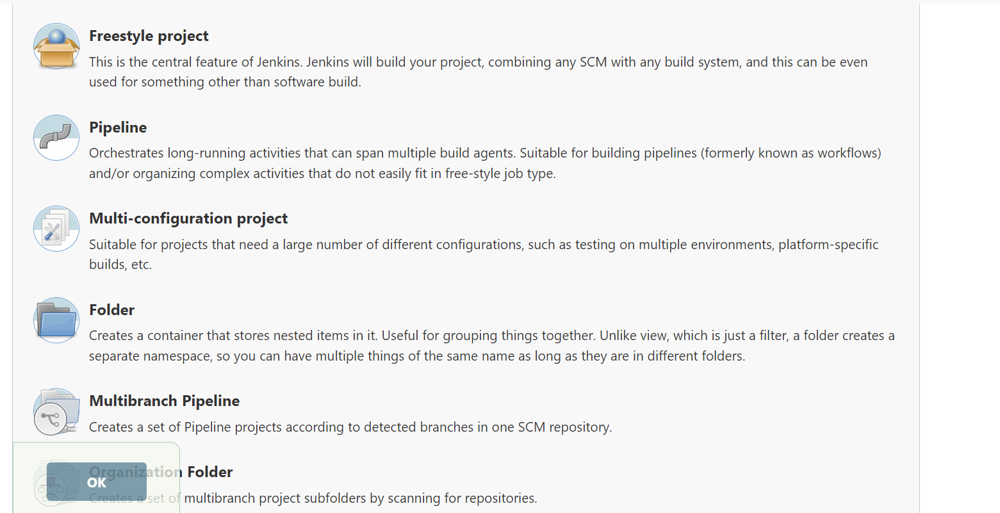 Freestyle project
This is the central feature of Jenkins. Jenkins will build your project, combining any SCM with any build system, and this can be even
used for something other than software build.
Pipeline
Orchestrates long-running activities that can span multiple build agents. Suitable for building pipelines (formerly known as workflows)
and/or organizing complex activities that do not easily fit in free-style job type.
Multi-configuration project
Suitable for projects that need a large number of different configurations, such as testing on multiple environments, platform-specific
builds, etc.
Folder
Creates a container that stores nested items in it. Useful for grouping things together. Unlike view, which is just a filter, a folder creates a
separate namespace, so you can have multiple things of the same name as long as they are in different folders.
Multibranch Pipeline
Creates a set of Pipeline projects according to detected branches in one SCM repository.
Organization Folder
OK
Creates a set of multibranch project subfolders by scanning for repositories.